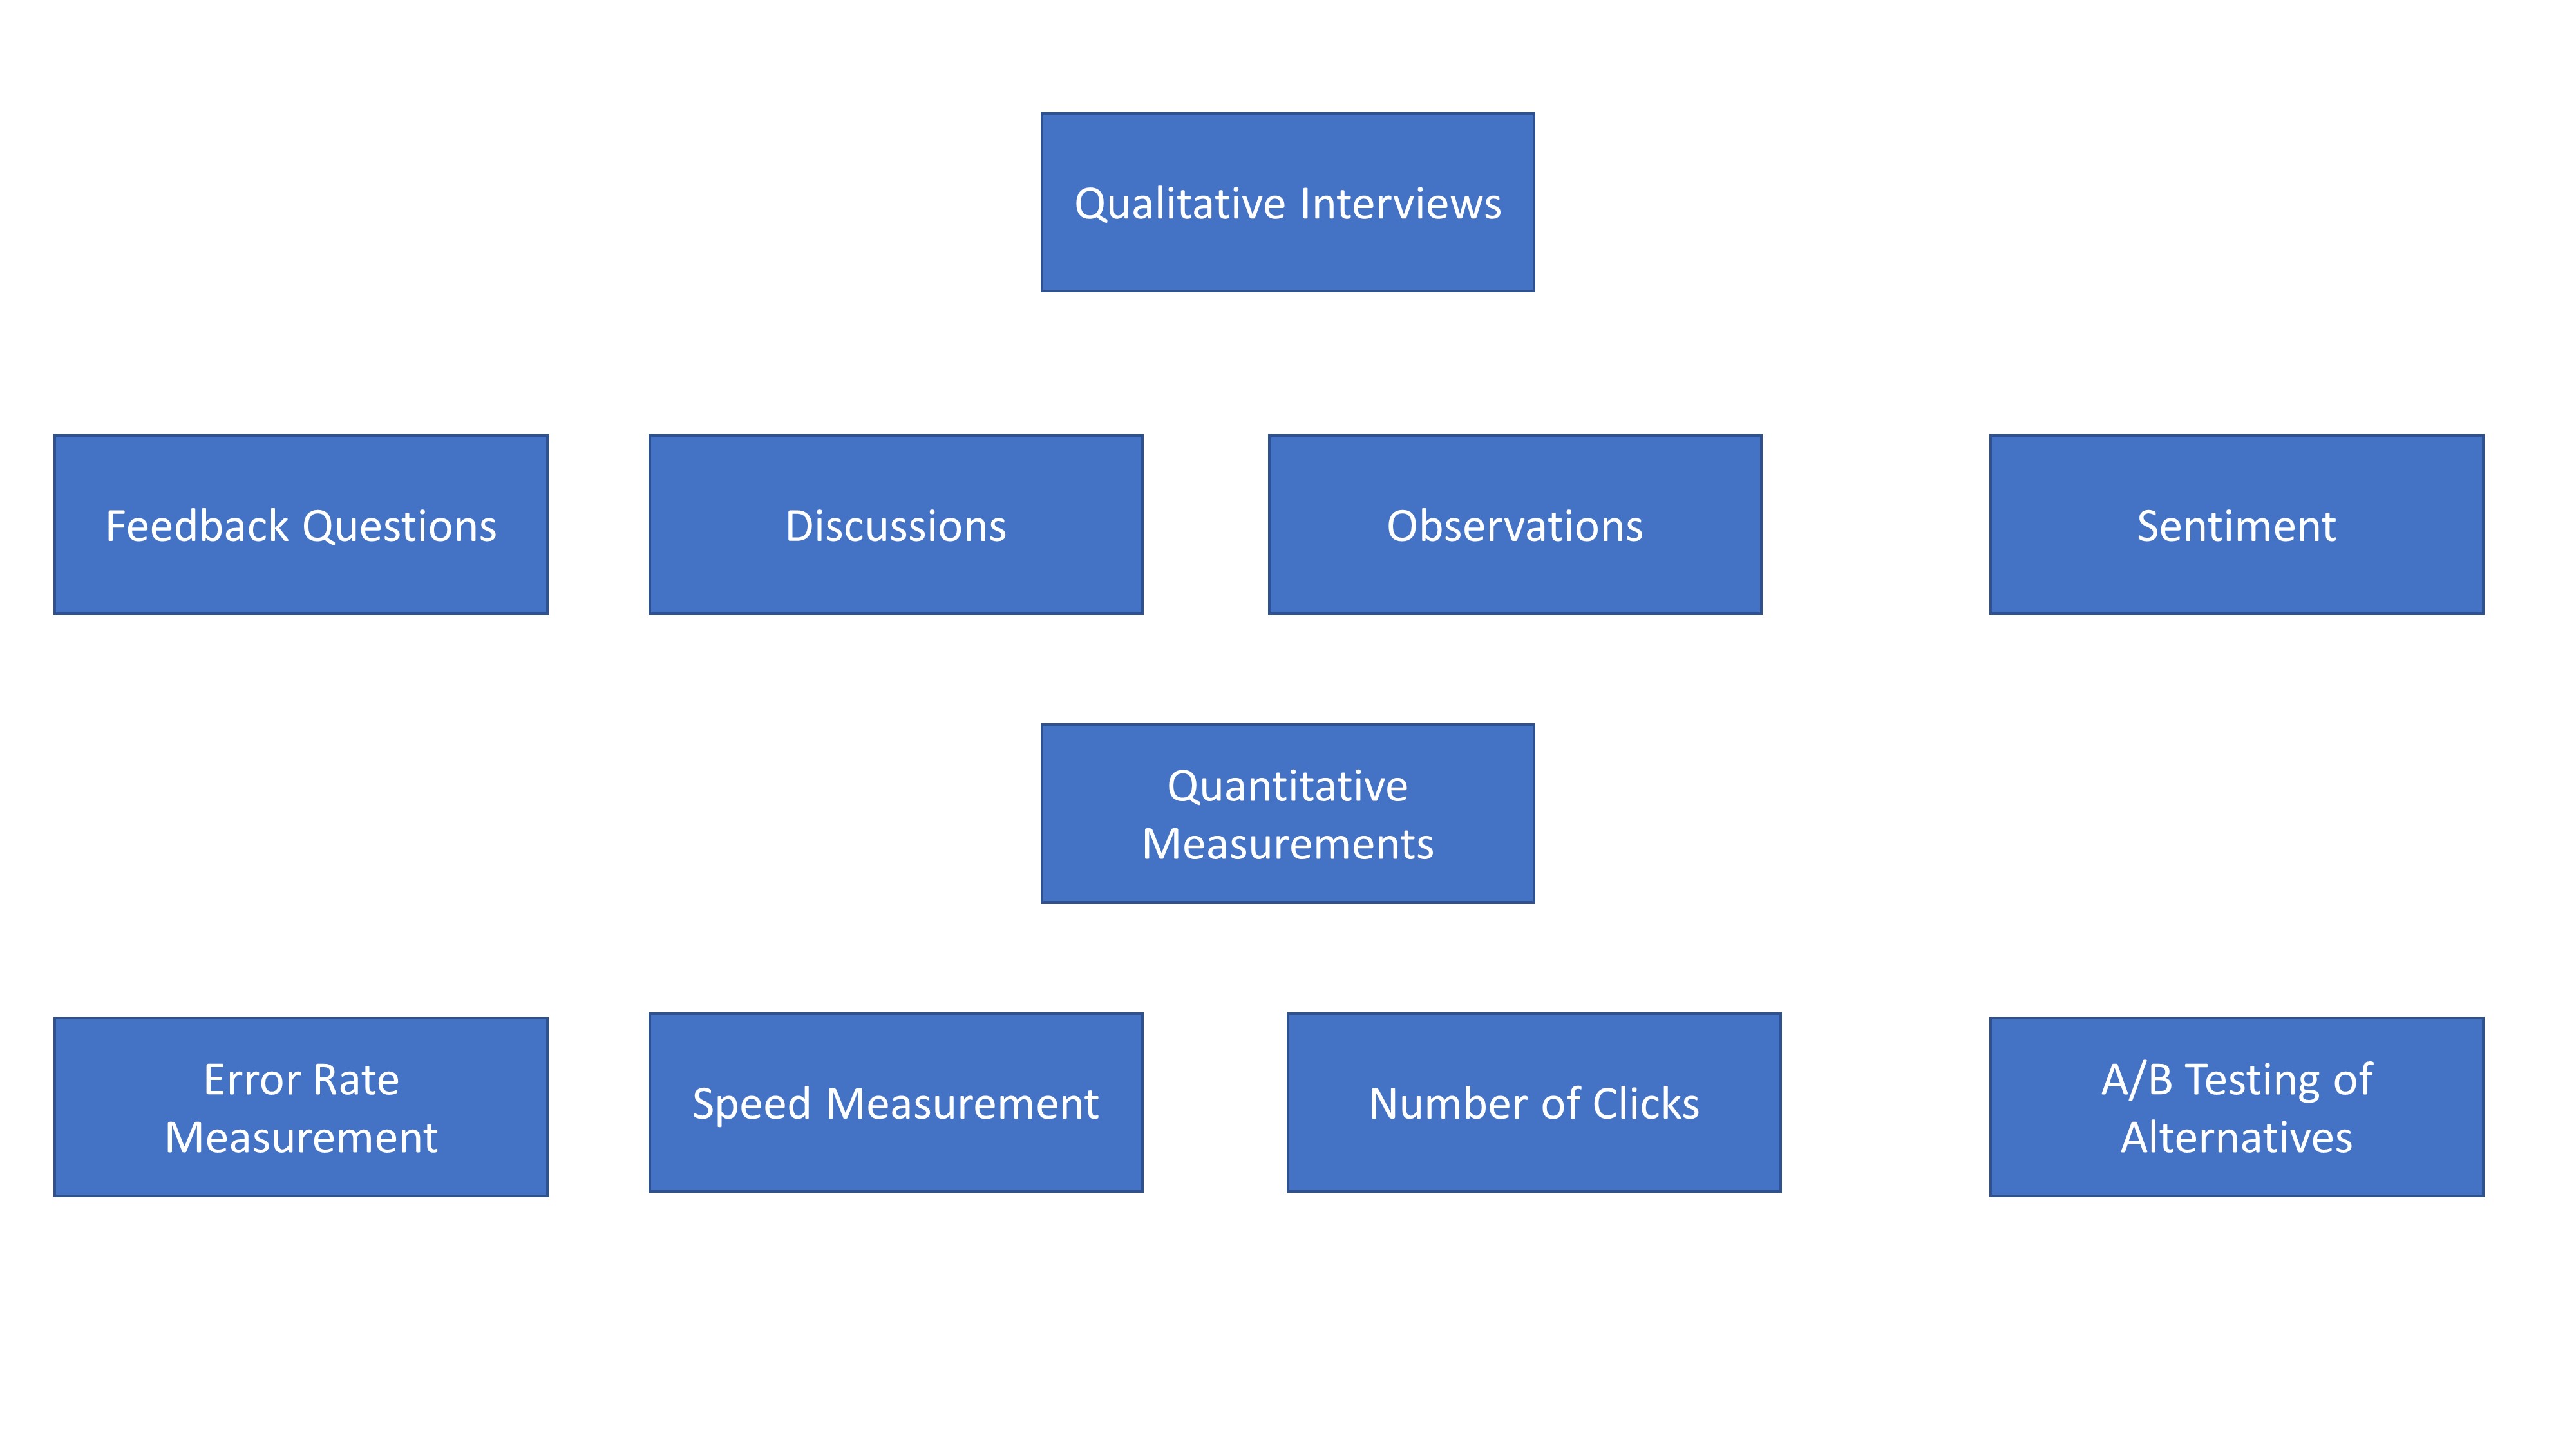 Qualitative Interviews
Feedback Questions
Discussions
Observations
Sentiment
Quantitative
Measurements
Error Rate
Measurement
Speed Measurement
Number of Clicks
A/B Testing of
Alternatives